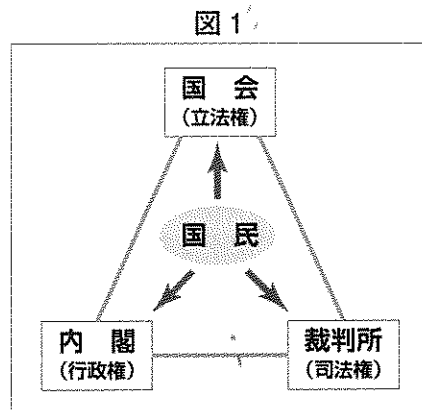 図1
国 会
(立法権)
国 民
内 閣
(行政権)
裁判所
(司法権)